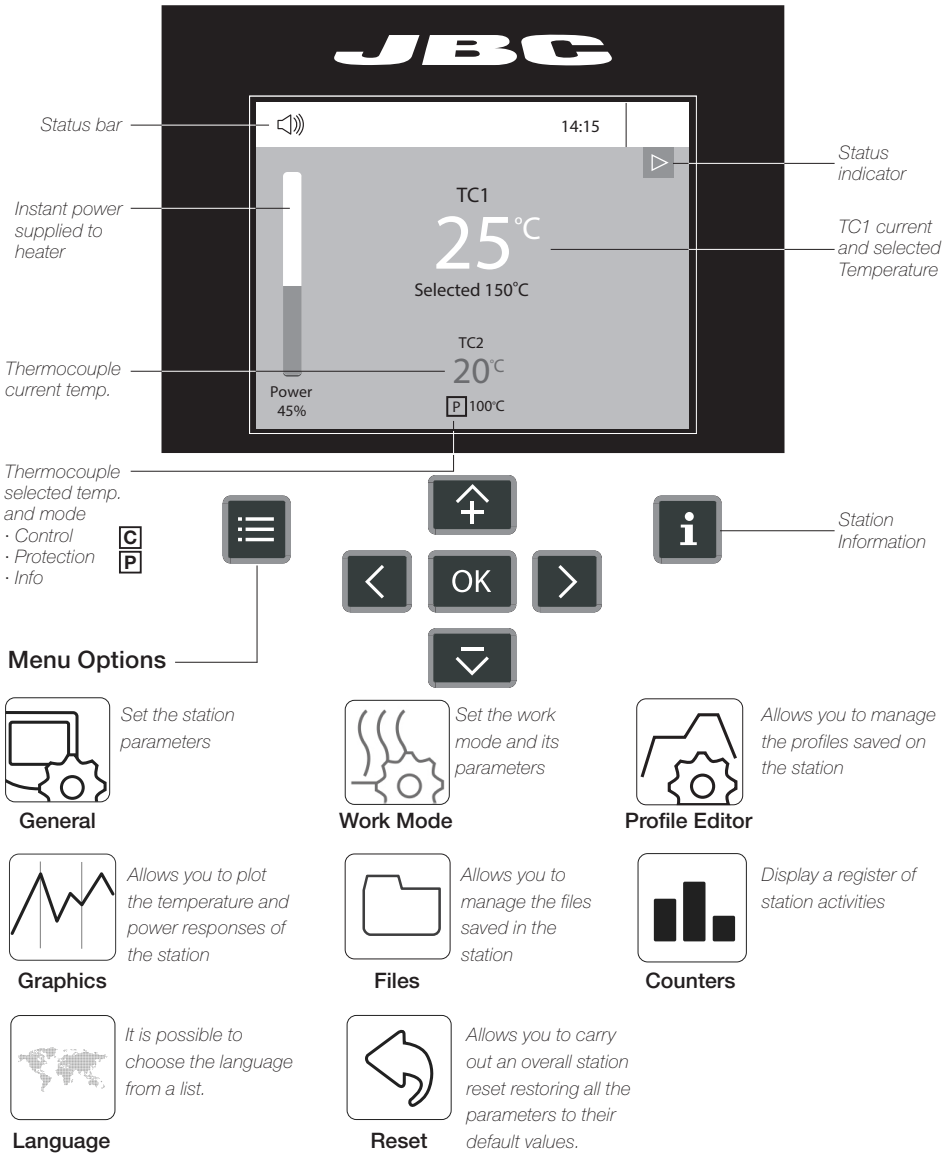 JBC
Status bar
14:15
Status
indicator
Instant power
supplied to
heater
TC1
25°C
Selected 150°C
TC1 current
and selected
Temperature
Thermocouple
current temp.
TC2
20°C
Power
45%
P 100°C
Thermocouple
selected temp.
and mode
· Control C
· Protection P
· Info
i
Station
Information
OK
Menu Options
Set the station
parameters
General
Set the work
mode and its
parameters
Work Mode
Allows you to manage
the profiles saved on
the station
Profile Editor
Allows you to plot
the temperature and
power responses of
the station
Graphics
Allows you to
manage the files
saved in the
station
Files
Display a register of
station activities
Counters
It is possible to
choose the language
from a list.
Language
Allows you to carry
out an overall station
reset restoring all the
parameters to their
default values.
Reset